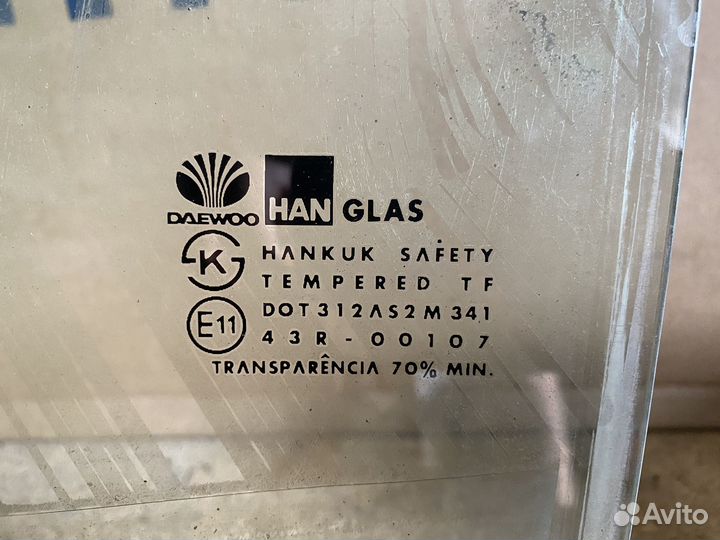 DAEWOO HAN GLAS
K HANKUK SAFETY
TEMPERED TF
E11 DOT312AS2M341
43R-00107
TRANSPARÊNCIA 70% MIN.
Avito